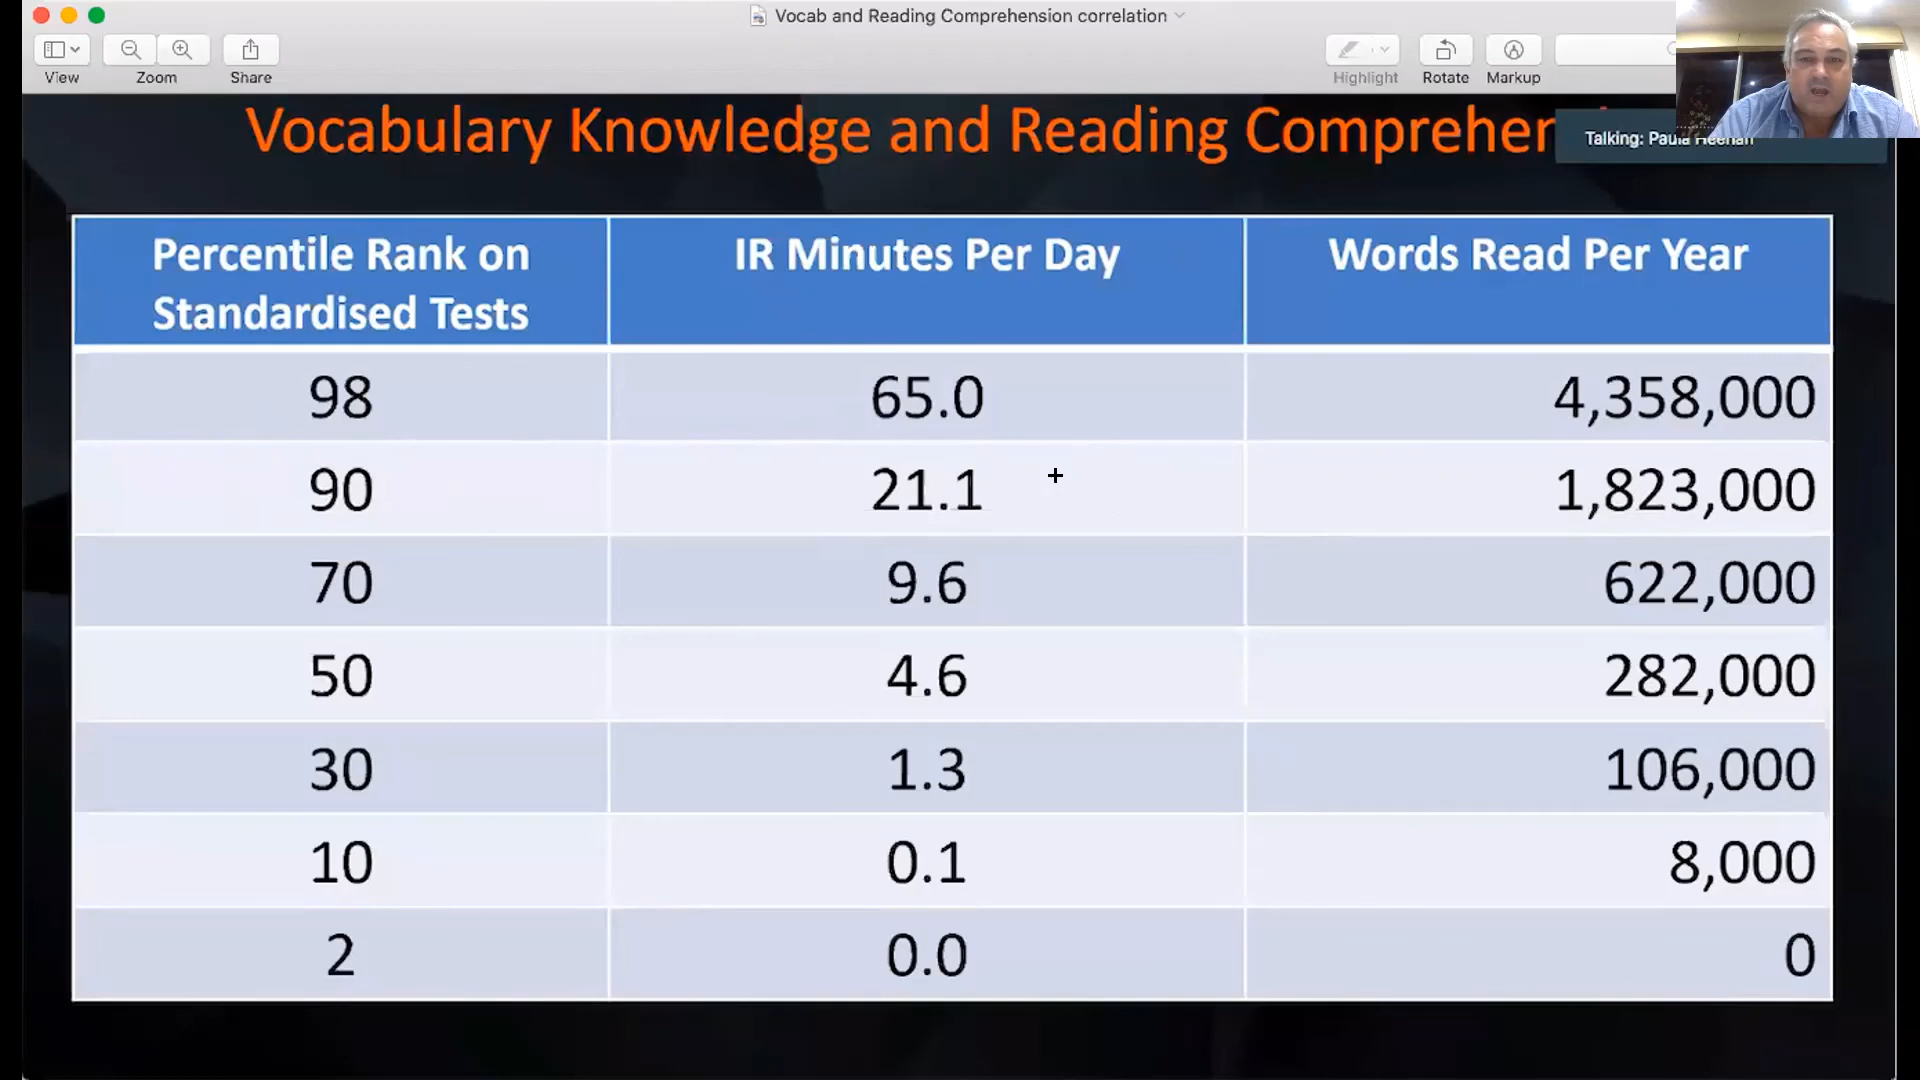 Vocab and Reading Comprehension correlation
View
Zoom
Share
Highlight
Rotate
Markup
Vocabulary Knowledge and Reading Comprehen
Talking: Paula Heenan
Percentile Rank on
Standardised Tests
IR Minutes Per Day
Words Read Per Year
98 65.0 4,358,000
90 21.1 1,823,000
70 9.6 622,000
50 4.6 282,000
30 1.3 106,000
10 0.1 8,000
2 0.0 0